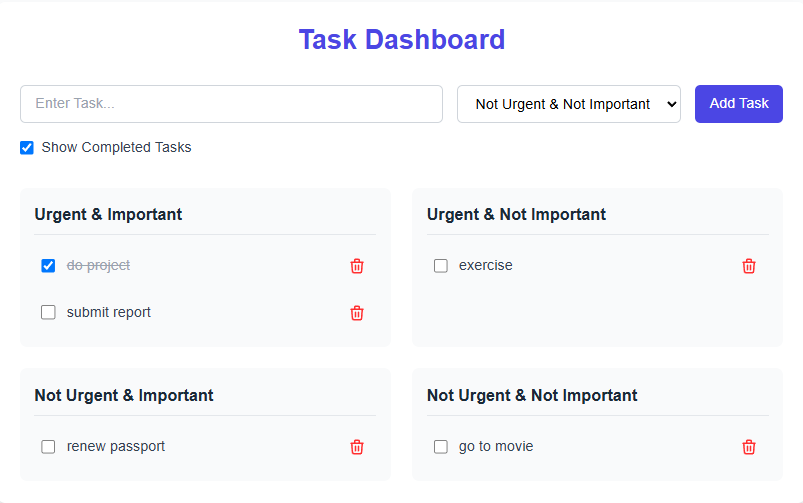 Task Dashboard
Enter Task...
Not Urgent & Not Important
Add Task
Show Completed Tasks
Urgent & Important
do project
submit report
Urgent & Not Important
exercise
Not Urgent & Important
renew passport
Not Urgent & Not Important
go to movie